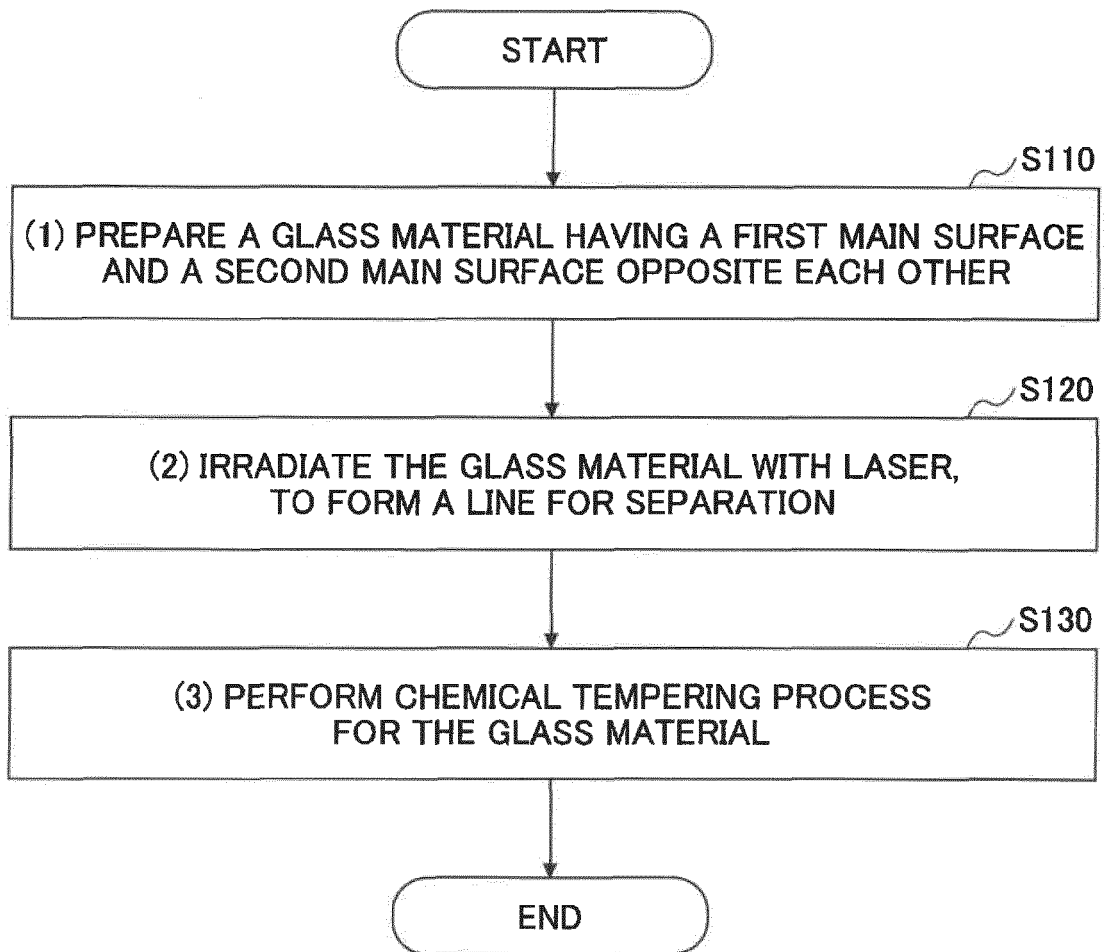 START
S110
(1) PREPARE A GLASS MATERIAL HAVING A FIRST MAIN SURFACE
AND A SECOND MAIN SURFACE OPPOSITE EACH OTHER
S120
(2) IRRADIATE THE GLASS MATERIAL WITH LASER,
TO FORM A LINE FOR SEPARATION
S130
(3) PERFORM CHEMICAL TEMPERING PROCESS
FOR THE GLASS MATERIAL
END